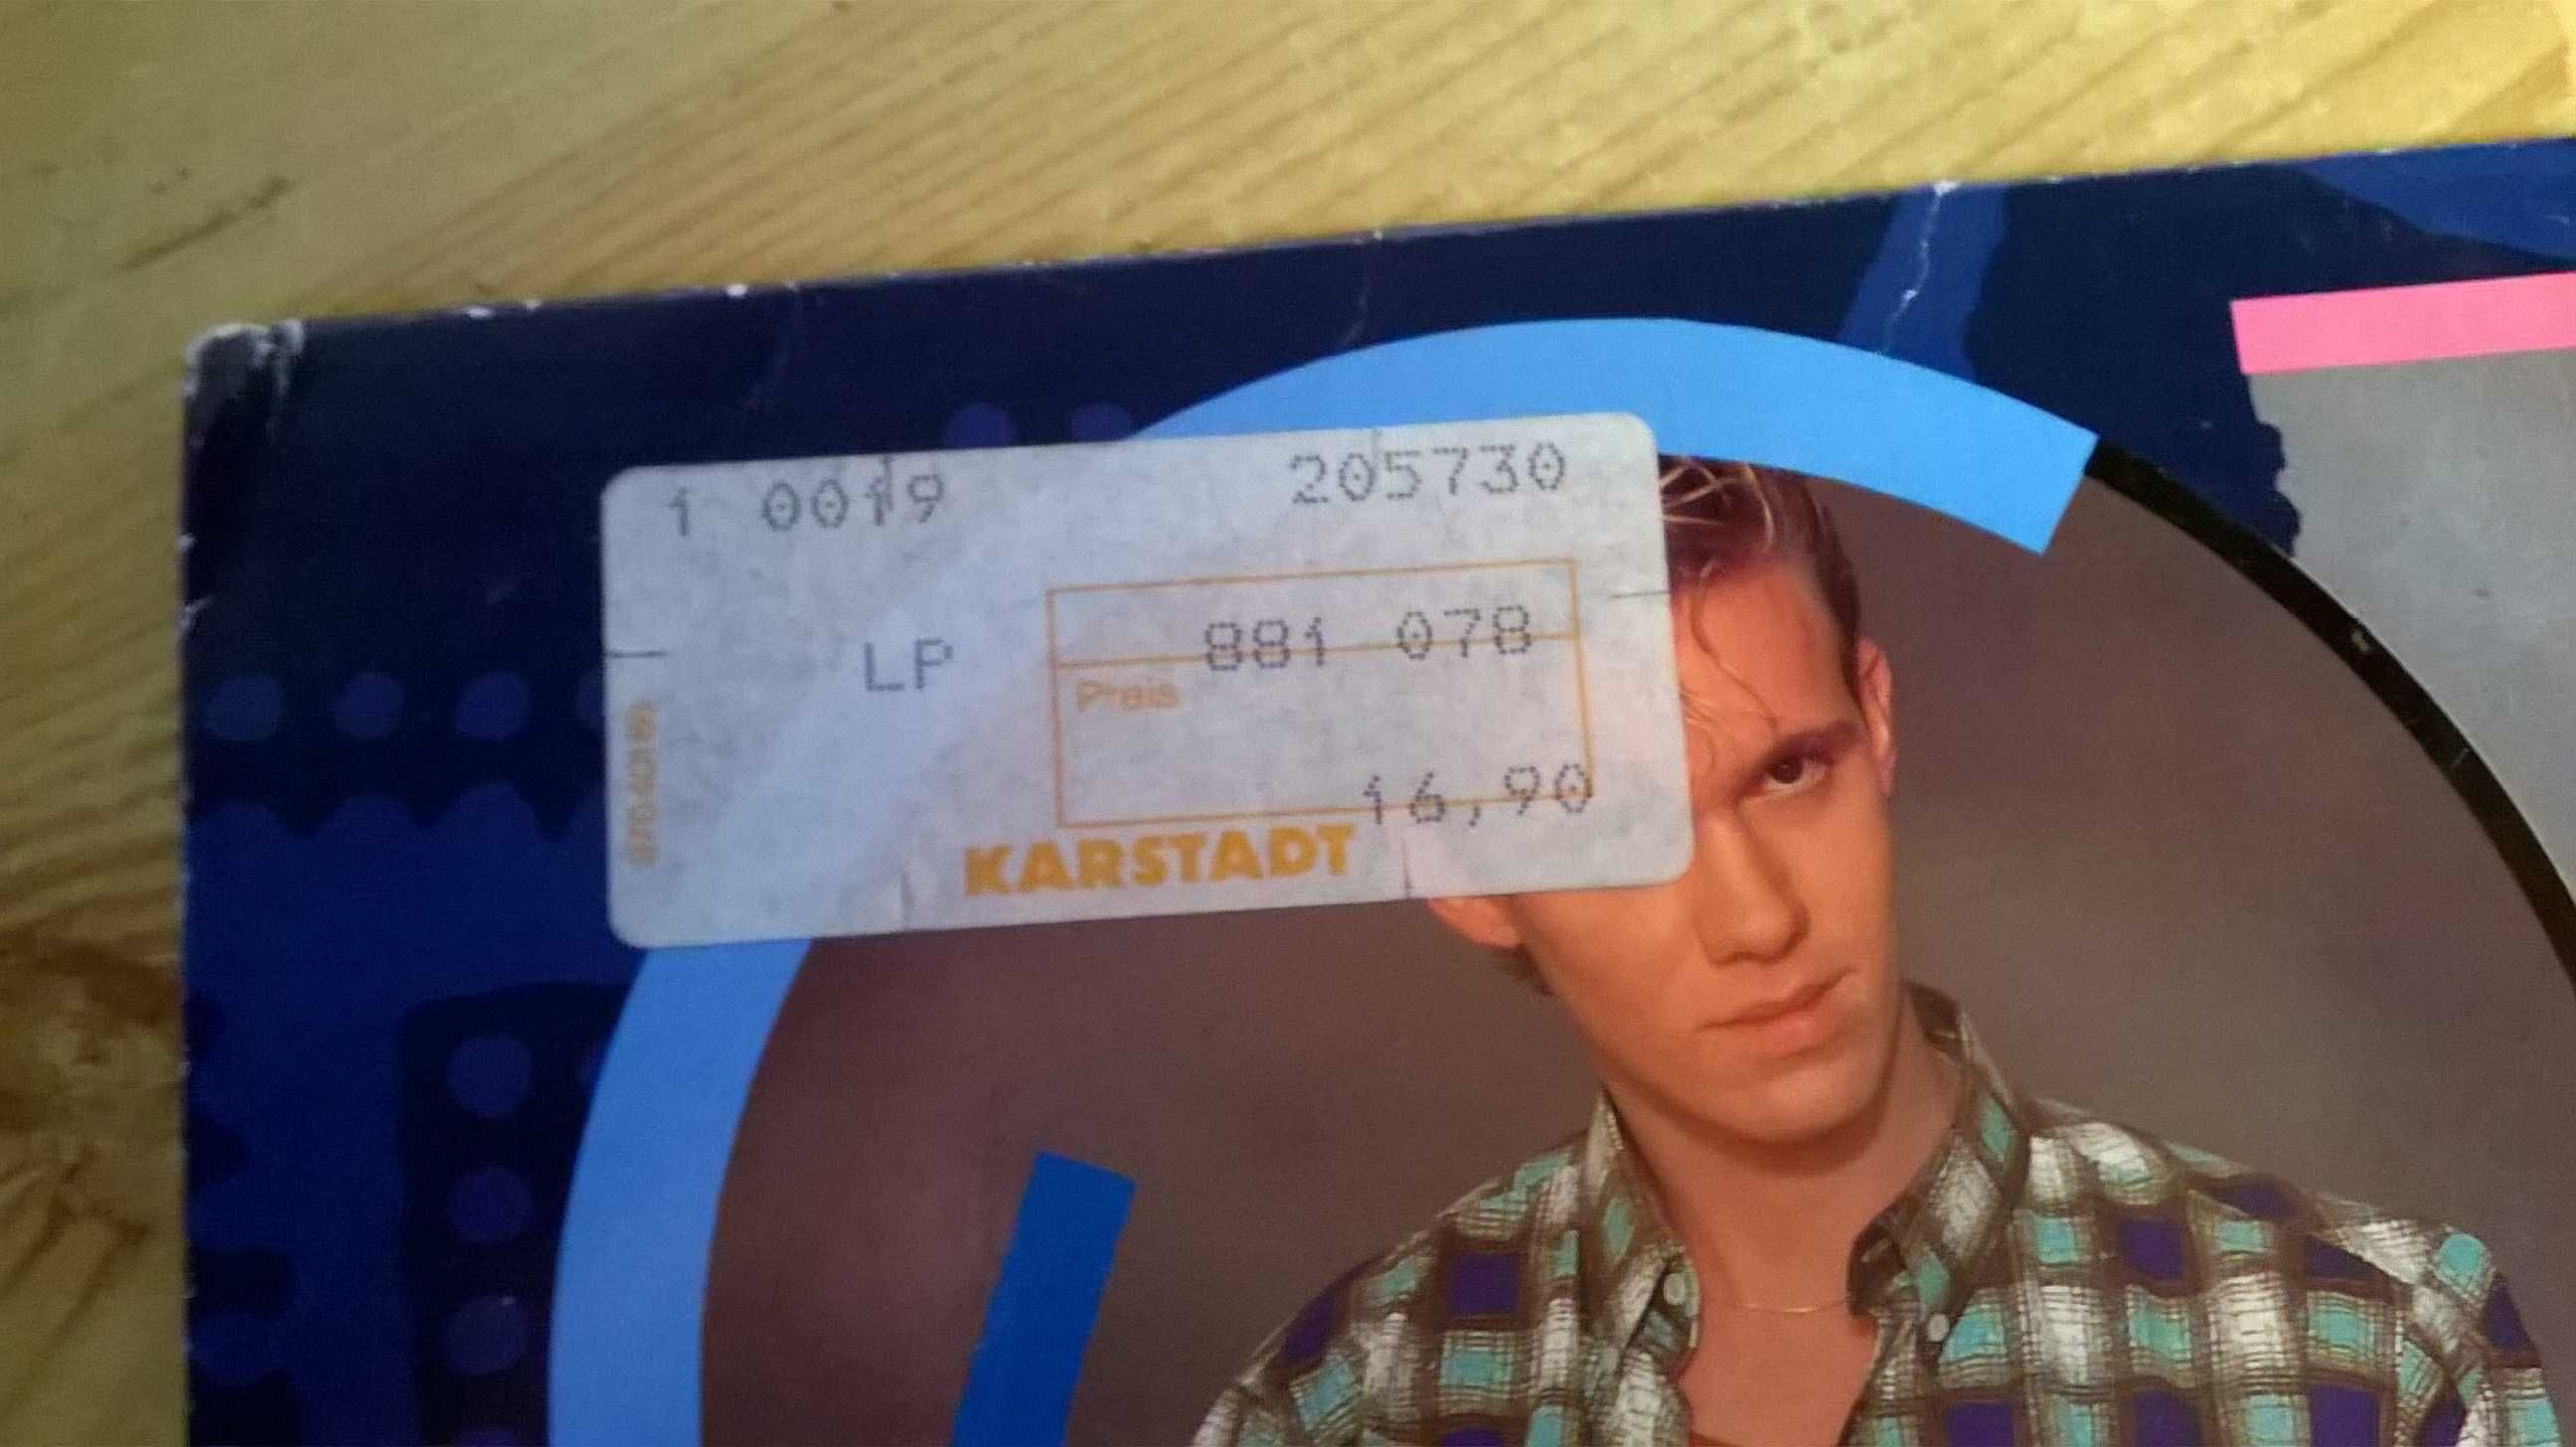 1 0019 205730
LP 881 078
Preis
16,90
KARSTADT